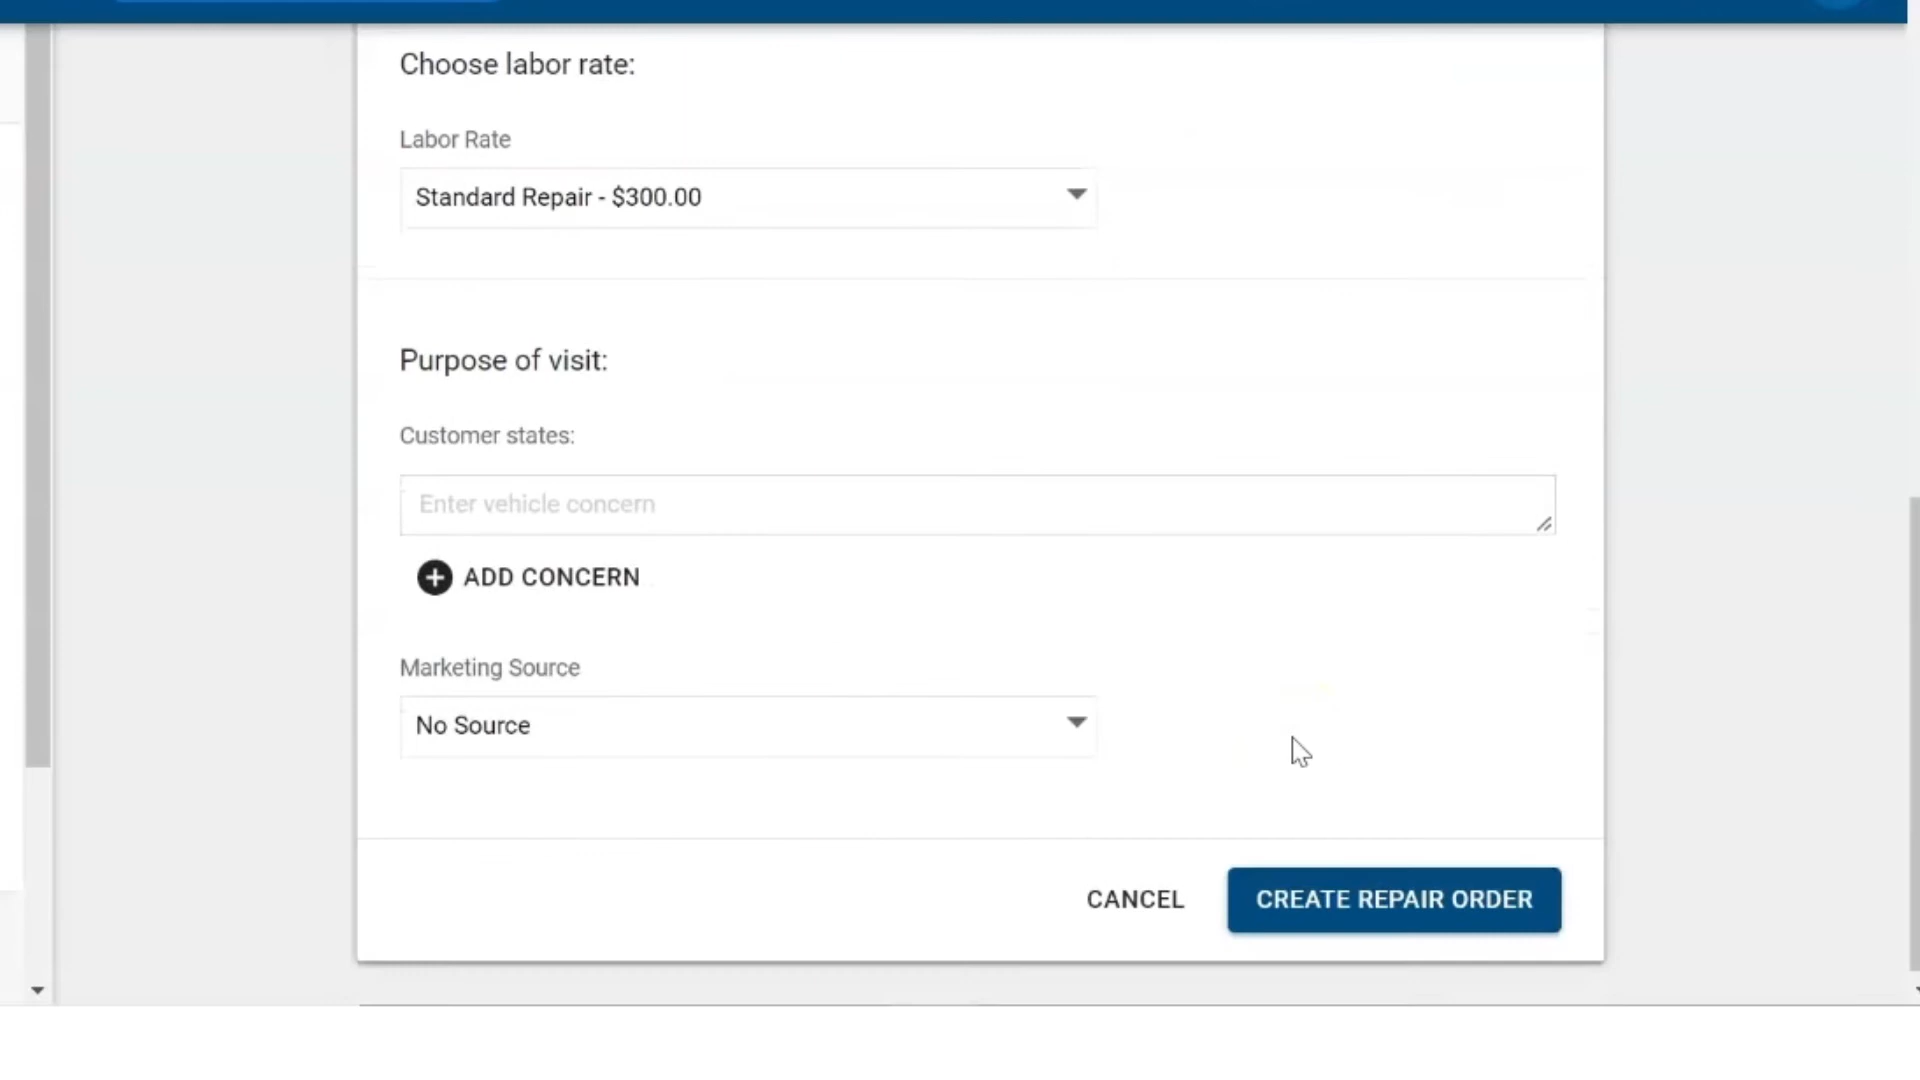 Choose labor rate:
Labor Rate
Standard Repair - $300.00
Purpose of visit:
Customer states:
Enter vehicle concern
ADD CONCERN
Marketing Source
No Source
CANCEL
CREATE REPAIR ORDER